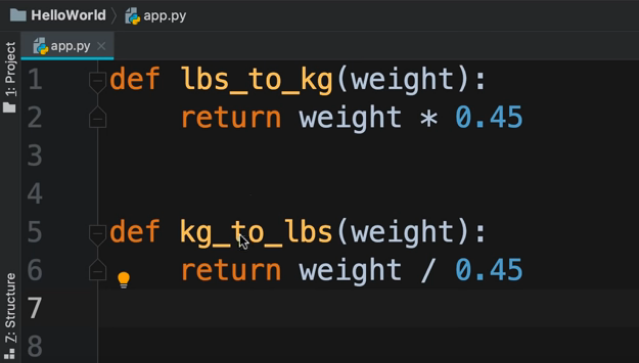 HelloWorld app.py
app.py
1: Project
Z: Structure
1 def lbs_to_kg(weight):
2     return weight * 0.45
3
4
5 def kg_to_lbs(weight):
6     return weight / 0.45
7
8